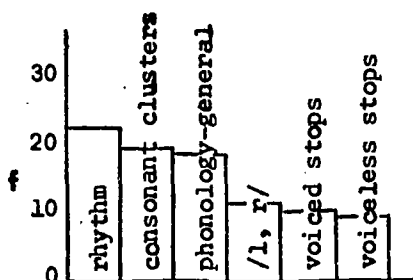 30
20
10
0
f
rhythm
consonant clusters
phonology-general
/l, r/
voiced stops
voiceless stops